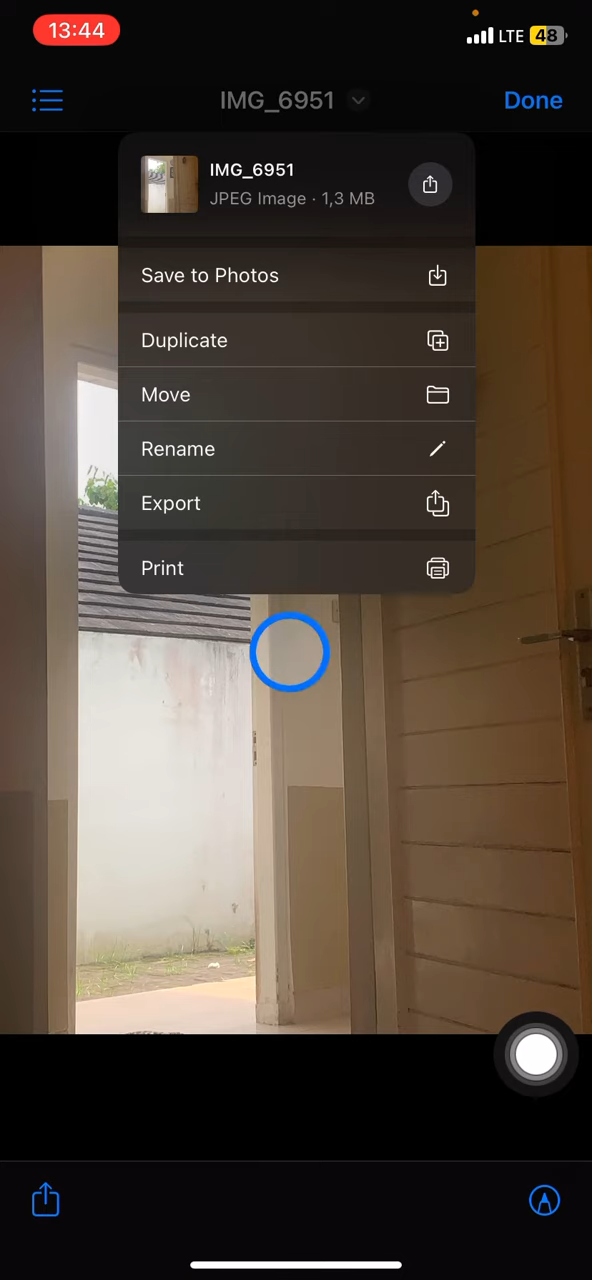 13:44
LTE 48
IMG_6951
Done
IMG_6951
JPEG Image · 1,3 MB
Save to Photos
Duplicate
Move
Rename
Export
Print